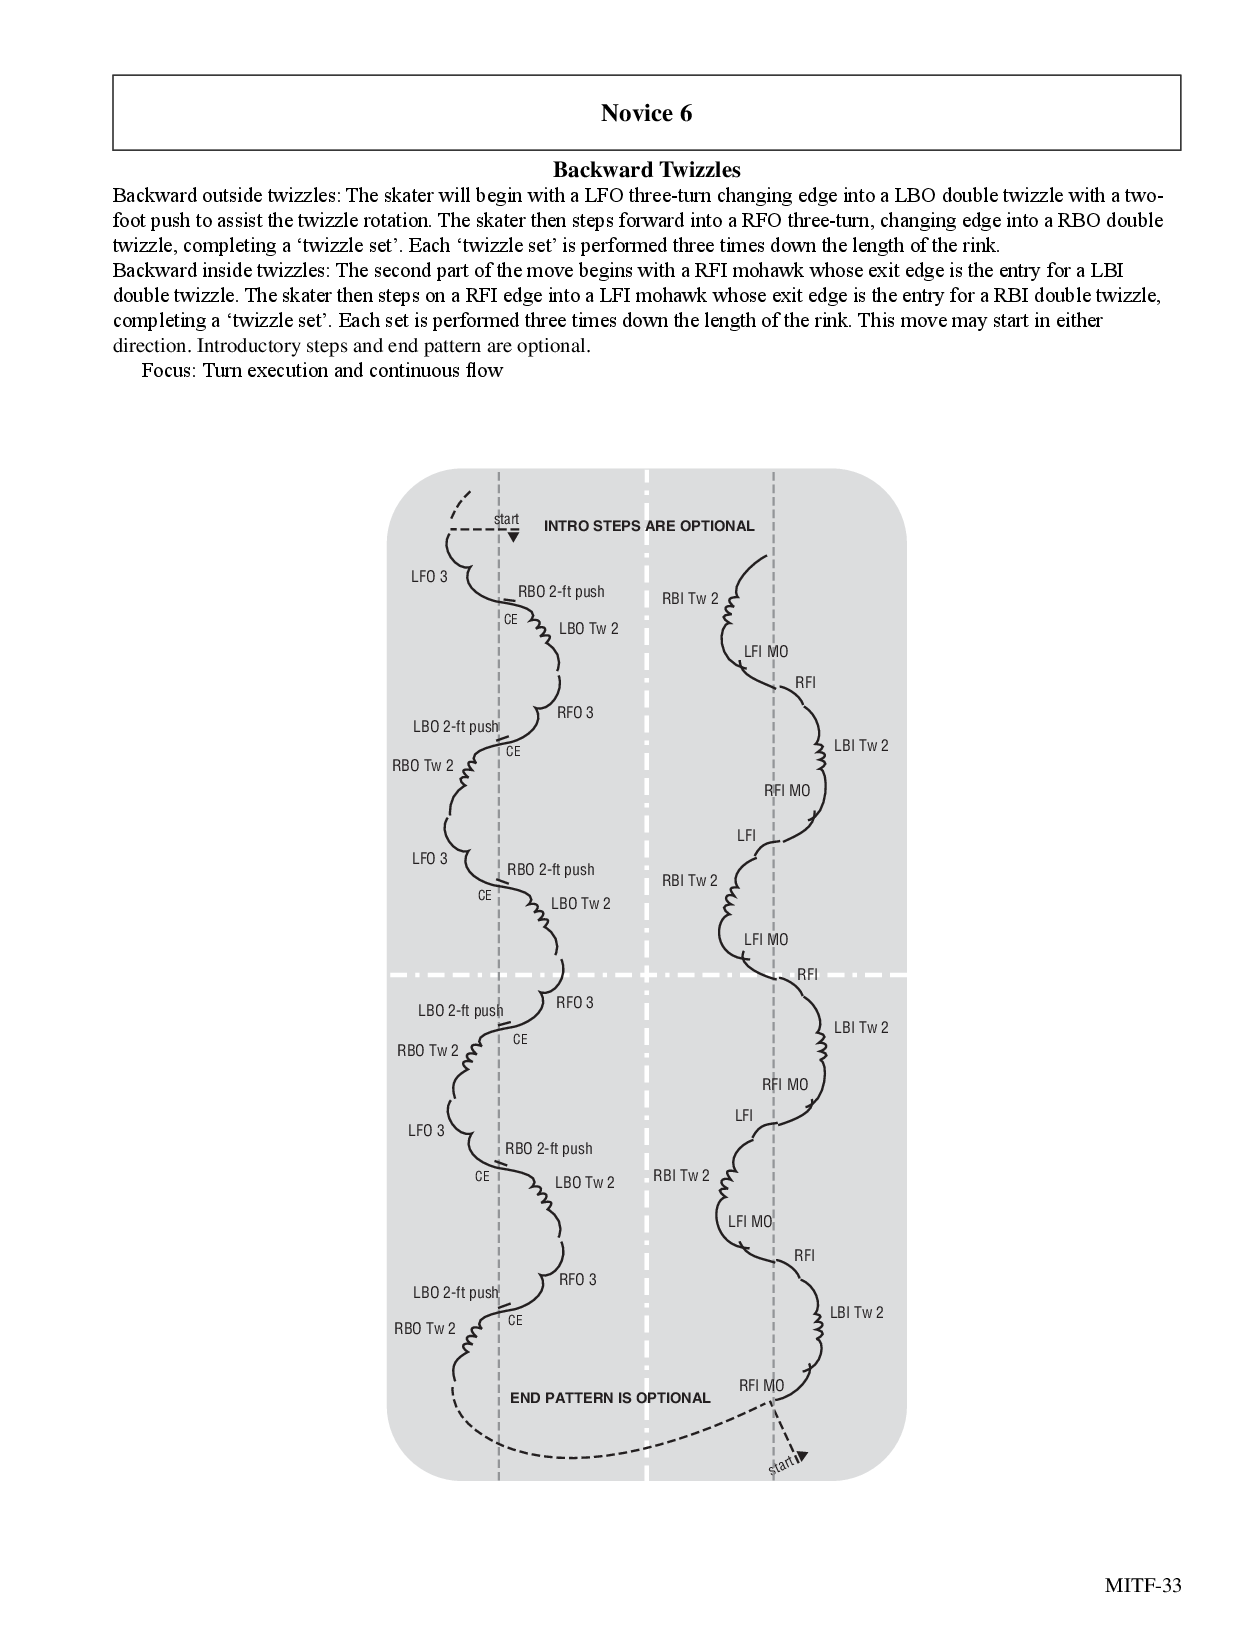 Novice 6
Backward Twizzles
Backward outside twizzles: The skater will begin with a LFO three-turn changing edge into a LBO double twizzle with a two-
foot push to assist the twizzle rotation. The skater then steps forward into a RFO three-turn, changing edge into a RBO double
twizzle, completing a ‘twizzle set’. Each ‘twizzle set’ is performed three times down the length of the rink.
Backward inside twizzles: The second part of the move begins with a RFI mohawk whose exit edge is the entry for a LBI
double twizzle. The skater then steps on a RFI edge into a LFI mohawk whose exit edge is the entry for a RBI double twizzle,
completing a ‘twizzle set’. Each set is performed three times down the length of the rink. This move may start in either
direction. Introductory steps and end pattern are optional.
Focus: Turn execution and continuous flow
start
INTRO STEPS ARE OPTIONAL
LFO 3
RBO 2-ft push
CE
LBO Tw 2
RFO 3
LBO 2-ft push
CE
RBO Tw 2
LFO 3
RBO 2-ft push
CE
LBO Tw 2
RFO 3
LBO 2-ft push
CE
RBO Tw 2
LFO 3
RBO 2-ft push
CE
LBO Tw 2
RFO 3
LBO 2-ft push
CE
RBO Tw 2
END PATTERN IS OPTIONAL
RBI Tw 2
LFI MO
RFI
LBI Tw 2
RFI MO
LFI
RBI Tw 2
LFI MO
RFI
LBI Tw 2
RFI MO
LFI
RBI Tw 2
LFI MO
RFI
LBI Tw 2
RFI MO
start
MITF-33